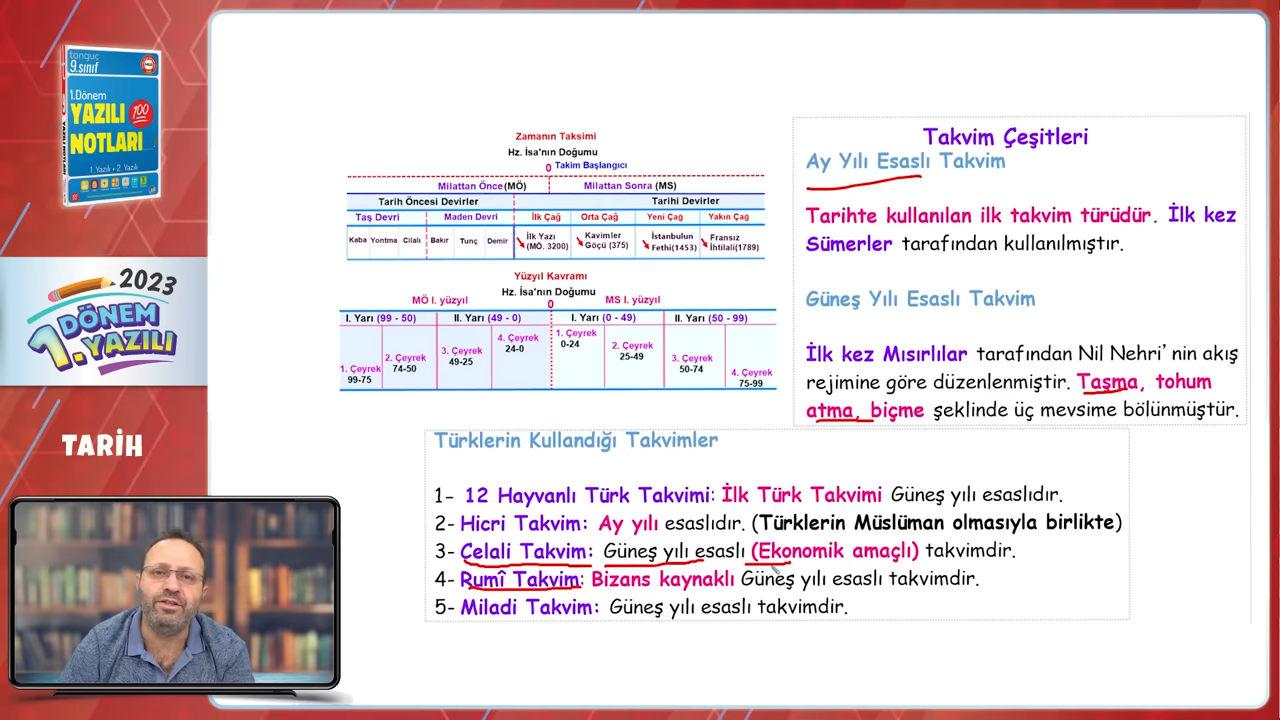 tonguç
9.sınıf
1.Dönem
YAZILI
100
NOTLARI
1.Yazılı - 2.Yazılı
YAZILI NOTLARI
2023
1. DÖNEM
YAZILI
TARİH
Zamanın Taksimi
Hz. İsa'nın Doğumu
0 Takim Başlangıcı
Milattan Önce(MÖ) Milattan Sonra (MS)
Tarih Öncesi Devirler Tarihi Devirler
Taş Devri Maden Devri İlk Çağ Orta Çağ Yeni Çağ Yakın Çağ
Kaba Yontma Cilalı Bakır Tunç Demir İlk Yazı (MÖ. 3200) Kavimler Göçü (375) İstanbulun Fethi(1453) Fransız İhtilali(1789)
Yüzyıl Kavramı
Hz. İsa'nın Doğumu
MÖ I. yüzyıl 0 MS I. yüzyıl
I. Yarı (99 - 50) II. Yarı (49 - 0) I. Yarı (0 - 49) II. Yarı (50 - 99)
1. Çeyrek 99-75
2. Çeyrek 74-50
3. Çeyrek 49-25
4. Çeyrek 24-0
1. Çeyrek 0-24
2. Çeyrek 25-49
3. Çeyrek 50-74
4. Çeyrek 75-99
Takvim Çeşitleri
Ay Yılı Esaslı Takvim
Tarihte kullanılan ilk takvim türüdür. İlk kez
Sümerler tarafından kullanılmıştır.
Güneş Yılı Esaslı Takvim
İlk kez Mısırlılar tarafından Nil Nehri'nin akış
rejimine göre düzenlenmiştir. Taşma, tohum
atma, biçme şeklinde üç mevsime bölünmüştür.
Türklerin Kullandığı Takvimler
1- 12 Hayvanlı Türk Takvimi: İlk Türk Takvimi Güneş yılı esaslıdır.
2- Hicri Takvim: Ay yılı esaslıdır. (Türklerin Müslüman olmasıyla birlikte)
3- Celali Takvim: Güneş yılı esaslı (Ekonomik amaçlı) takvimdir.
4- Rumî Takvim: Bizans kaynaklı Güneş yılı esaslı takvimdir.
5- Miladi Takvim: Güneş yılı esaslı takvimdir.